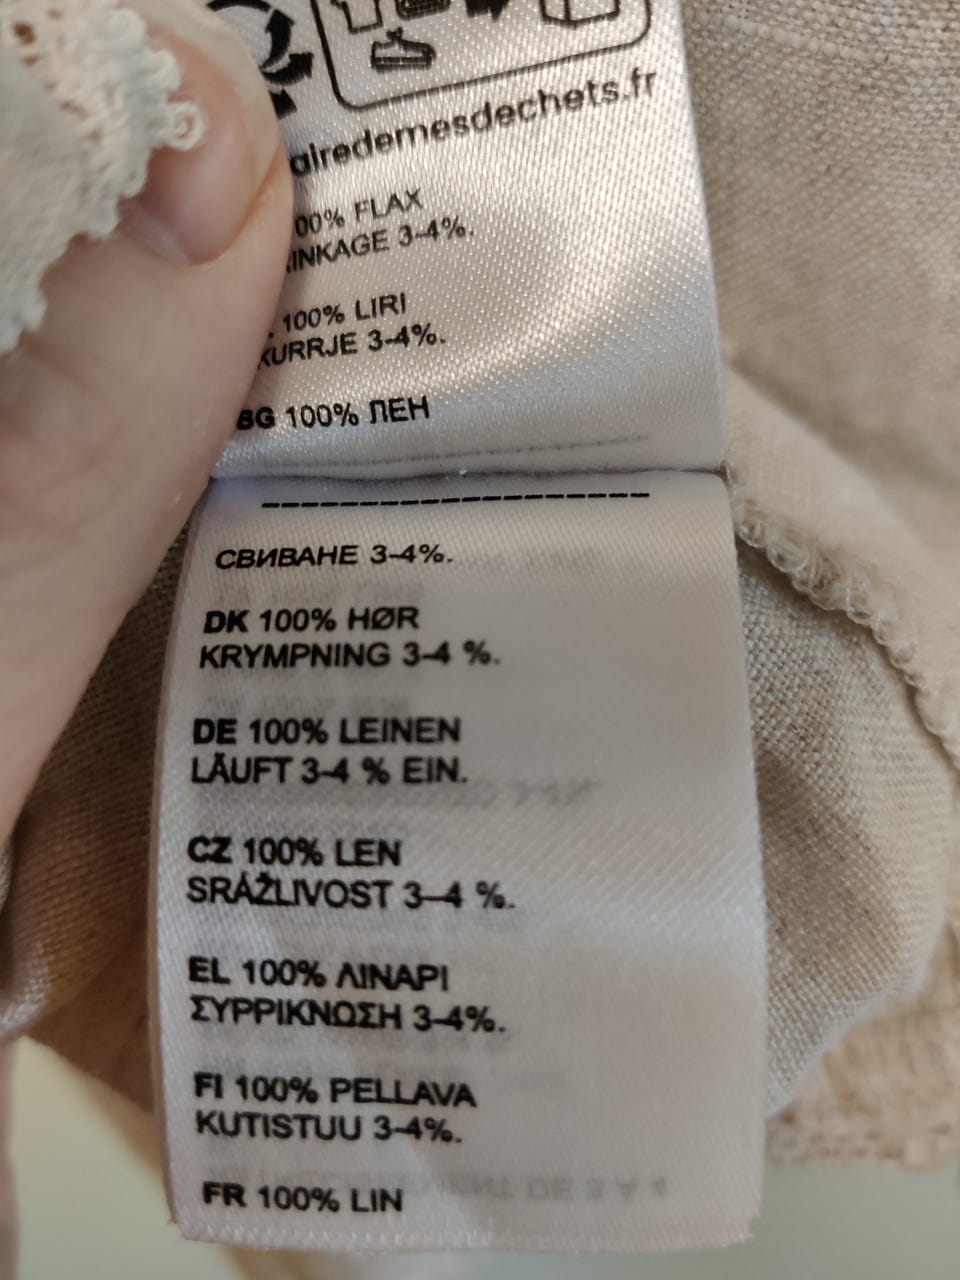 airedemesdechets.fr
00% FLAX
INKAGE 3-4%.
100% LIRI
KURRJE 3-4%.
BG 100% ЛЕН
СВИВАНЕ 3-4%.
DK 100% HØR
KRYMPNING 3-4 %.
DE 100% LEINEN
LÄUFT 3-4 % EIN.
CZ 100% LEN
SRÁŽLIVOST 3–4 %.
EL 100% ΛΙΝΑΡΙ
ΣΥΡΡΙΚΝΩΣΗ 3-4%.
FI 100% PELLAVA
KUTISTUU 3-4%.
FR 100% LIN